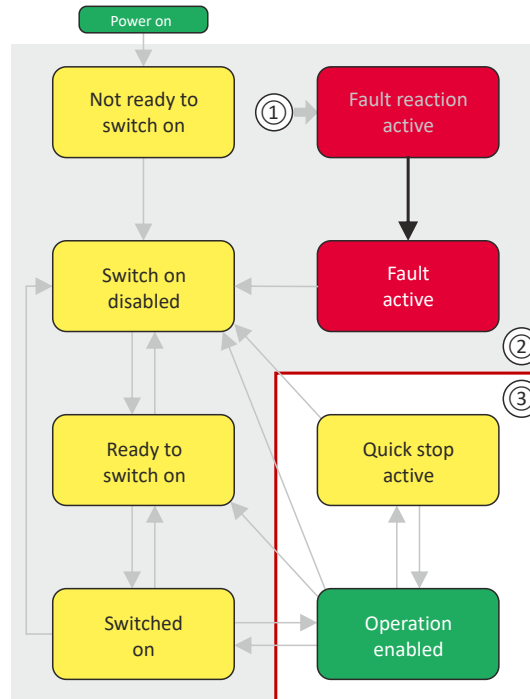 Power on
Not ready to
switch on
①
Fault reaction
active
Switch on
disabled
Fault
active
②
③
Ready to
switch on
Quick stop
active
Switched
on
Operation
enabled